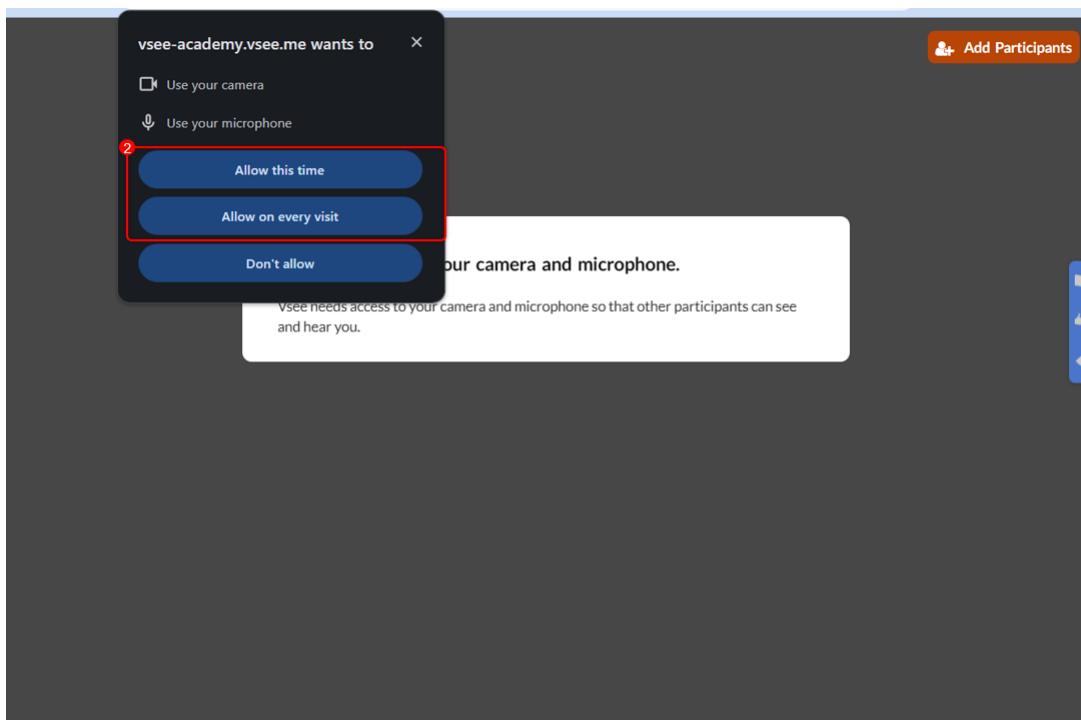 vsee-academy.vsee.me wants to
Add Participants
Use your camera
Use your microphone
2
Allow this time
Allow on every visit
Don't allow
our camera and microphone.
Vsee needs access to your camera and microphone so that other participants can see
and hear you.